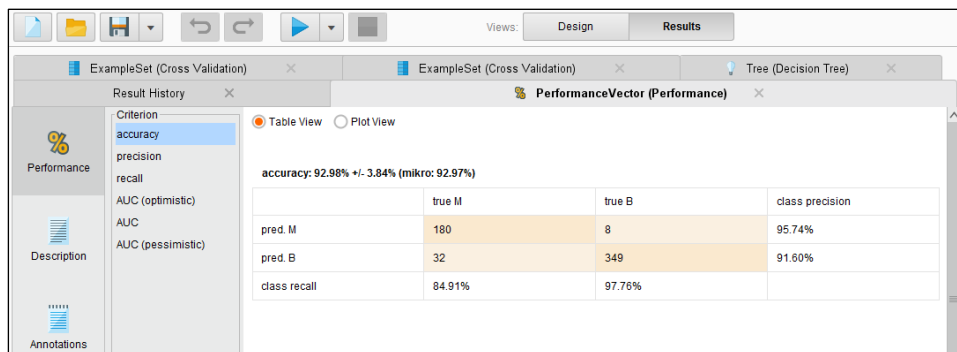 Views: Design Results
ExampleSet (Cross Validation) ExampleSet (Cross Validation) Tree (Decision Tree)
Result History % PerformanceVector (Performance)
%
Performance
Description
Annotations
Criterion
accuracy
precision
recall
AUC (optimistic)
AUC
AUC (pessimistic)
Table View Plot View
accuracy: 92.98% +/- 3.84% (mikro: 92.97%)
true M true B class precision
pred. M 180 8 95.74%
pred. B 32 349 91.60%
class recall 84.91% 97.76%